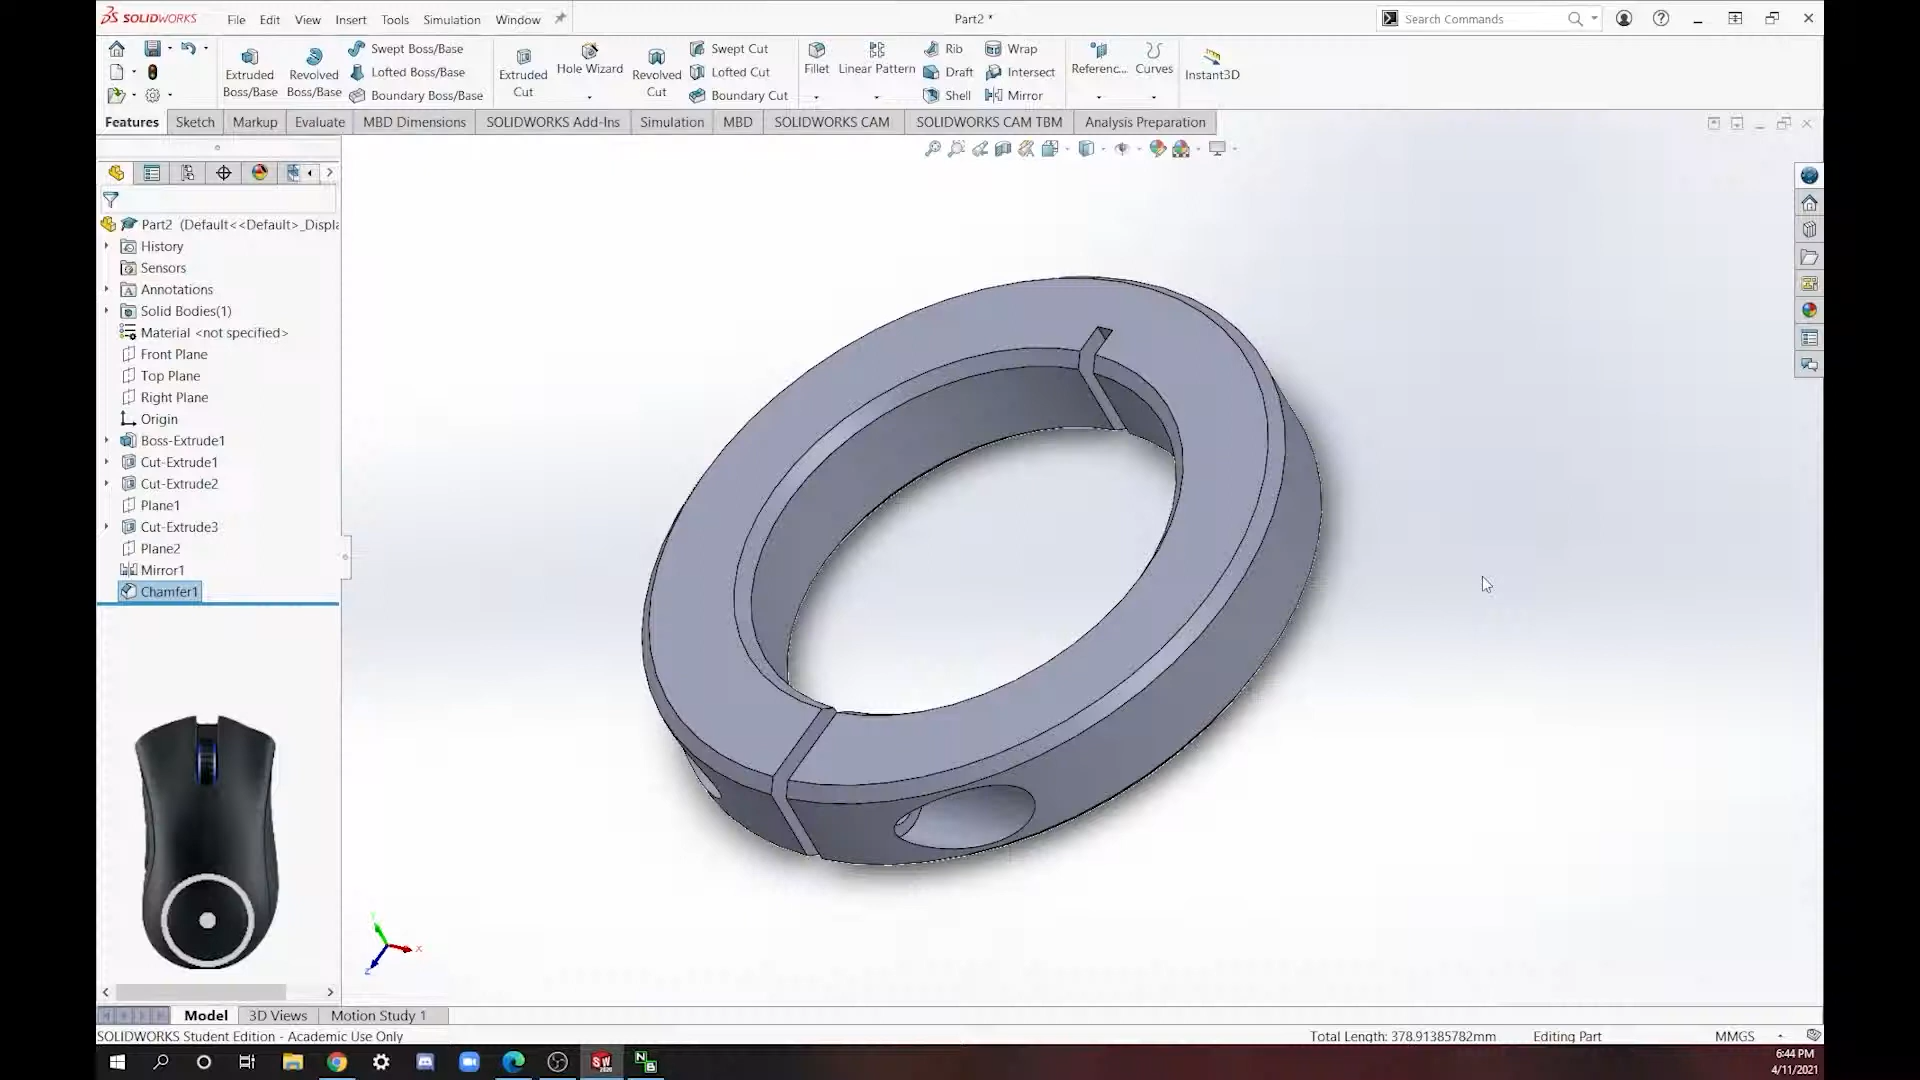 SOLIDWORKS File Edit View Insert Tools Simulation Window Part2 * Search Commands
Extruded Boss/Base
Revolved Boss/Base
Swept Boss/Base
Lofted Boss/Base
Boundary Boss/Base
Extruded Cut
Hole Wizard
Revolved Cut
Swept Cut
Lofted Cut
Boundary Cut
Fillet
Linear Pattern
Rib
Draft
Shell
Wrap
Intersect
Mirror
Referenc...
Curves
Instant3D
Features Sketch Markup Evaluate MBD Dimensions SOLIDWORKS Add-Ins Simulation MBD SOLIDWORKS CAM SOLIDWORKS CAM TBM Analysis Preparation
Part2 (Default<<Default>_Displa
History
Sensors
Annotations
Solid Bodies(1)
Material <not specified>
Front Plane
Top Plane
Right Plane
Origin
Boss-Extrude1
Cut-Extrude1
Cut-Extrude2
Plane1
Cut-Extrude3
Plane2
Mirror1
Chamfer1
Y
X
Z
Model 3D Views Motion Study 1
SOLIDWORKS Student Edition - Academic Use Only Total Length: 378.91385782mm Editing Part MMGS
6:44 PM
4/11/2021